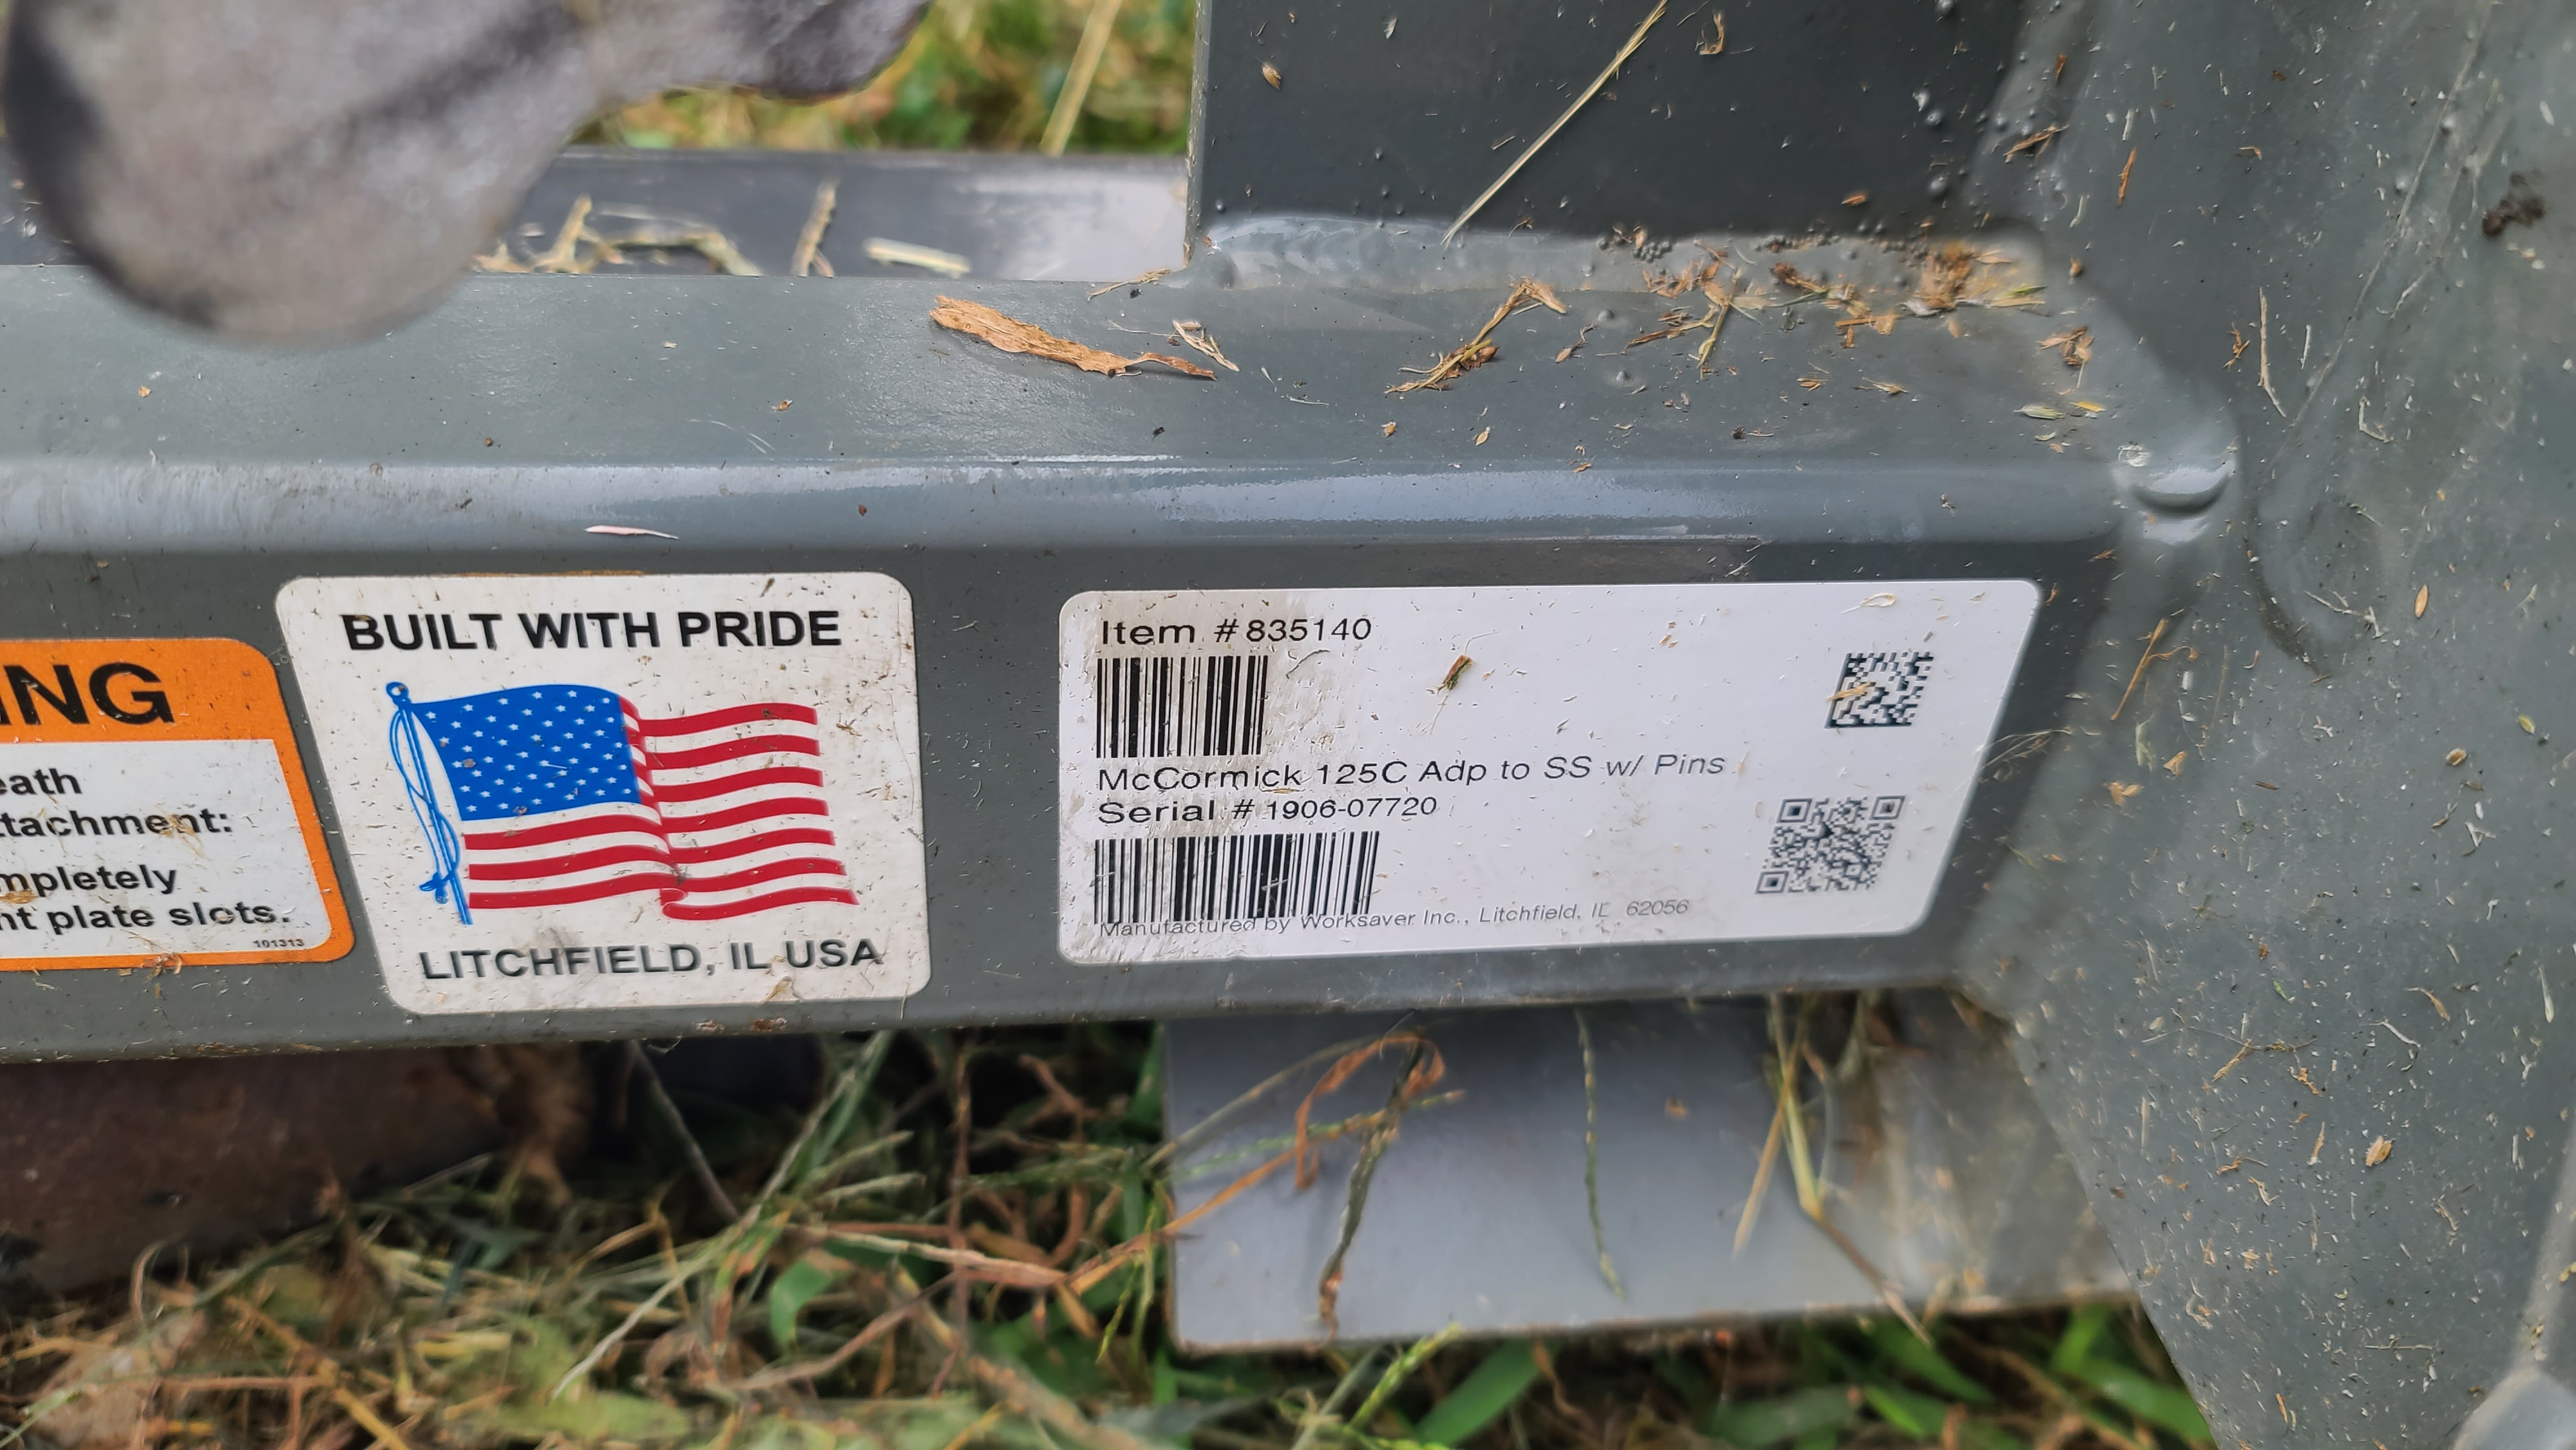 BUILT WITH PRIDE
LITCHFIELD, IL USA
Item #835140
McCormick 125C Adp to SS w/ Pins
Serial # 1906-07720
Manufactured by Worksaver Inc., Litchfield, IL 62056
ING
eath
tachment:
mpletely
nt plate slots.
101313